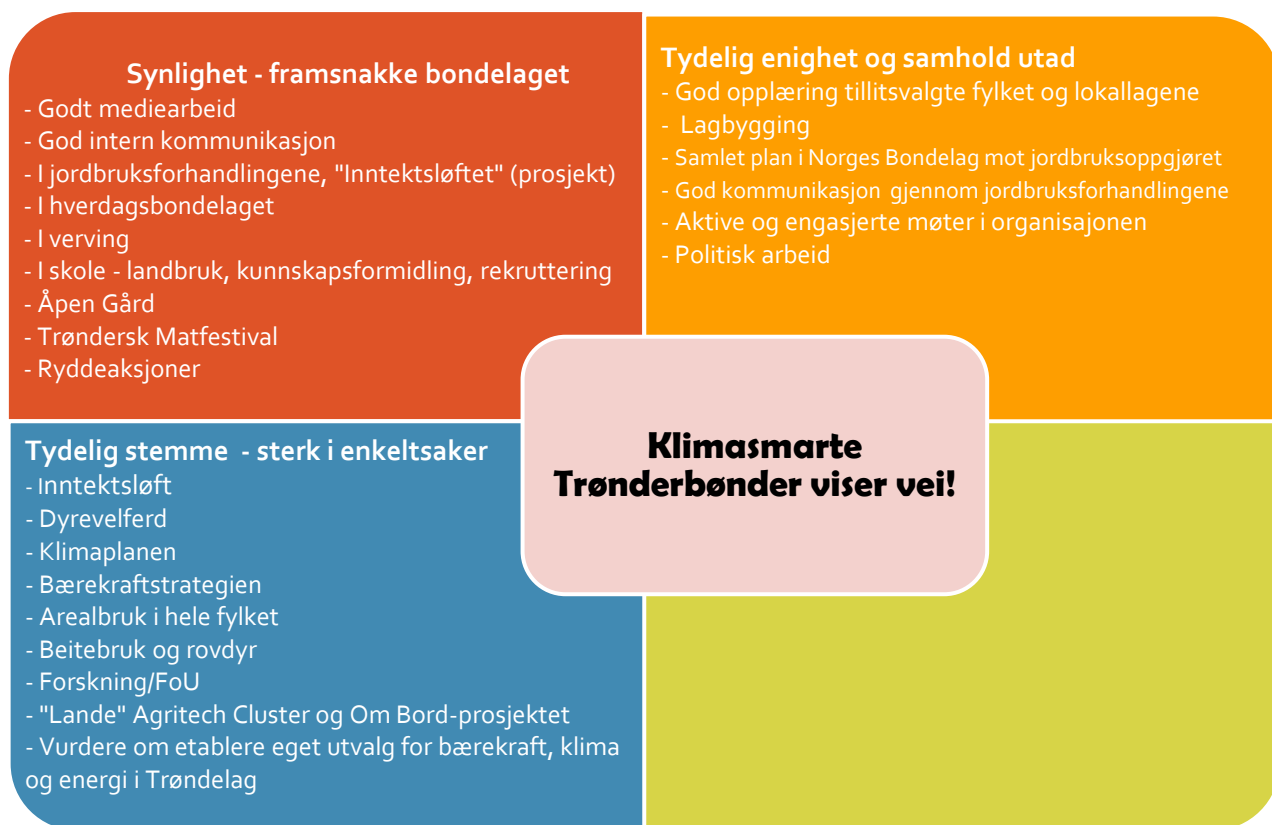 Synlighet - framsnakke bondelaget
- Godt mediearbeid
- God intern kommunikasjon
- I jordbruksforhandlingene, "Inntektsløftet" (prosjekt)
- I hverdagsbondelaget
- I verving
- I skole - landbruk, kunnskapsformidling, rekruttering
- Åpen Gård
- Trøndersk Matfestival
- Ryddeaksjoner
Tydelig enighet og samhold utad
- God opplæring tillitsvalgte fylket og lokallagene
- Lagbygging
- Samlet plan i Norges Bondelag mot jordbruksoppgjøret
- God kommunikasjon gjennom jordbruksforhandlingene
- Aktive og engasjerte møter i organisajonen
- Politisk arbeid
Klimasmarte
Trønderbønder viser vei!
Tydelig stemme - sterk i enkeltsaker
- Inntektsløft
- Dyrevelferd
- Klimaplanen
- Bærekraftstrategien
- Arealbruk i hele fylket
- Beitebruk og rovdyr
- Forskning/FoU
- "Lande" Agritech Cluster og Om Bord-prosjektet
- Vurdere om etablere eget utvalg for bærekraft, klima
og energi i Trøndelag